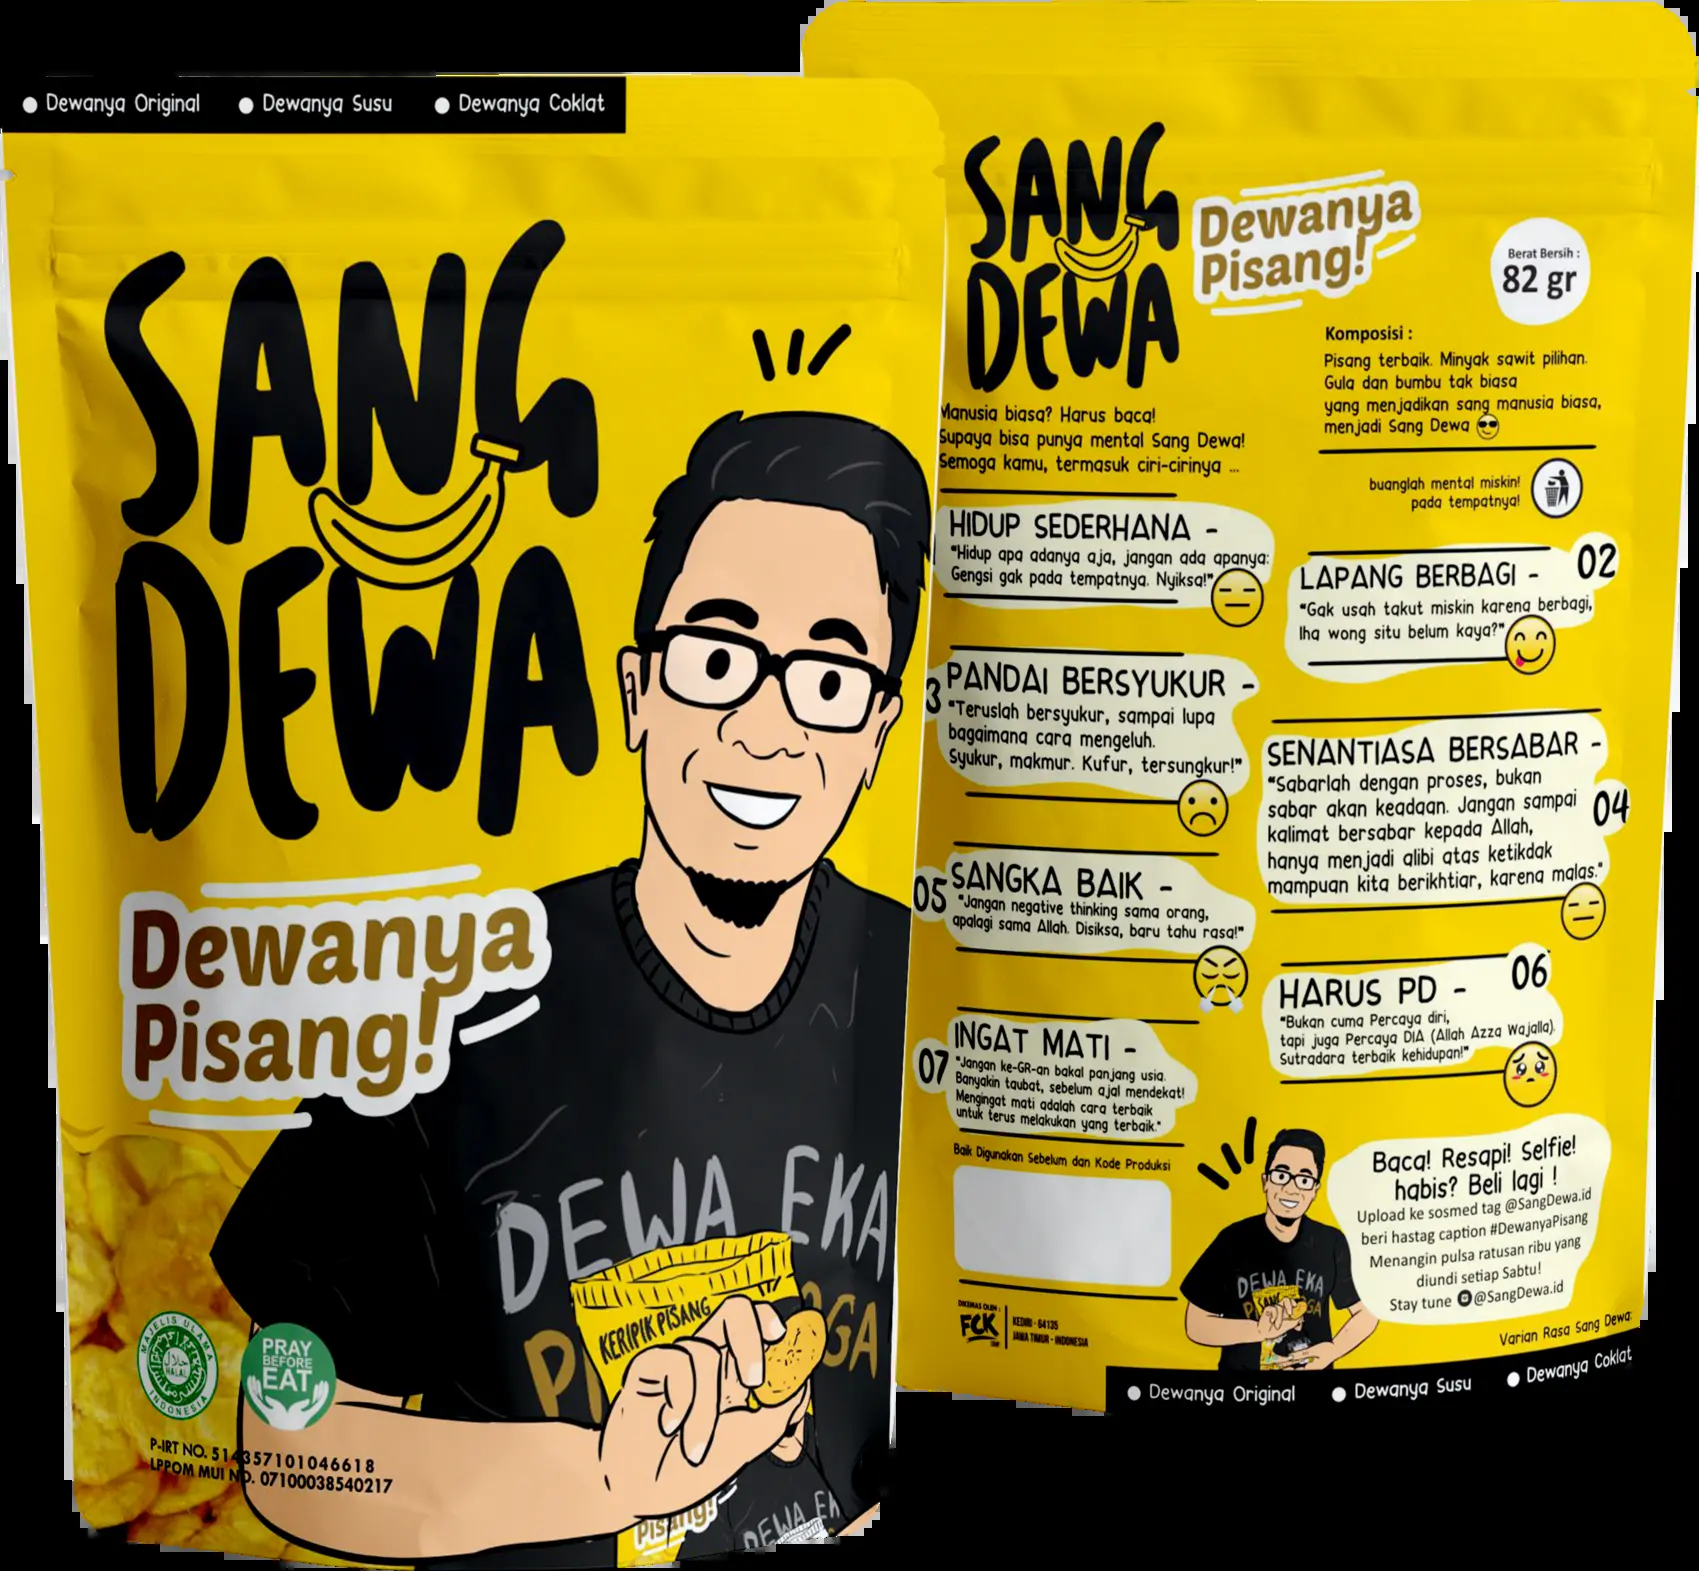 Dewanya Original
Dewanya Susu
Dewanya Coklat
SANG
DEWA
Dewanya
Pisang!
DEWA EKA
KERIPIK PISANG
MAJELIS ULAMA
حلال
HALAL
INDONESIA
PRAY
BEFORE
EAT
P-IRT NO. 514357101046618
LPPOM MUI NO. 07100038540217
Pisang!
DEWA
SANG
DEWA
Dewanya
Pisang!
Berat Bersih :
82 gr
Komposisi :
Pisang terbaik. Minyak sawit pilihan.
Gula dan bumbu tak biasa
yang menjadikan sang manusia biasa,
menjadi Sang Dewa
buanglah mental miskin!
pada tempatnya!
Manusia biasa? Harus baca!
Supaya bisa punya mental Sang Dewa!
Semoga kamu, termasuk ciri-cirinya ...
HIDUP SEDERHANA -
"Hidup apa adanya aja, jangan ada apanya:
Gengsi gak pada tempatnya. Nyiksa!"
02
LAPANG BERBAGI -
"Gak usah takut miskin karena berbagi,
lha wong situ belum kaya?"
3
PANDAI BERSYUKUR -
"Teruslah bersyukur, sampai lupa
bagaimana cara mengeluh.
Syukur, makmur. Kufur, tersungkur!"
SENANTIASA BERSABAR -
04
"Sabarlah dengan proses, bukan
sabar akan keadaan. Jangan sampai
kalimat bersabar kepada Allah,
hanya menjadi alibi atas ketikdak
mampuan kita berikhtiar, karena malas."
05
SANGKA BAIK -
"Jangan negative thinking sama orang,
apalagi sama Allah. Disiksa, baru tahu rasa!"
06
HARUS PD -
"Bukan cuma Percaya diri,
tapi juga Percaya DIA (Allah Azza Wajalla).
Sutradara terbaik kehidupan!"
07
INGAT MATI -
"Jangan ke-GR-an bakal panjang usia.
Banyakin taubat, sebelum ajal mendekat!
Mengingat mati adalah cara terbaik
untuk terus melakukan yang terbaik."
Baik Digunakan Sebelum dan Kode Produksi
DIKEMAS OLEH :
FCK
KEDIRI - 64135
JAWA TIMUR - INDONESIA
DEWA EKA
Baca! Resapi! Selfie!
habis? Beli lagi !
Upload ke sosmed tag @SangDewa.id
beri hastag caption #DewanyaPisang
Menangin pulsa ratusan ribu yang
diundi setiap Sabtu!
Stay tune @SangDewa.id
Varian Rasa Sang Dewa:
Dewanya Original
Dewanya Susu
Dewanya Coklat